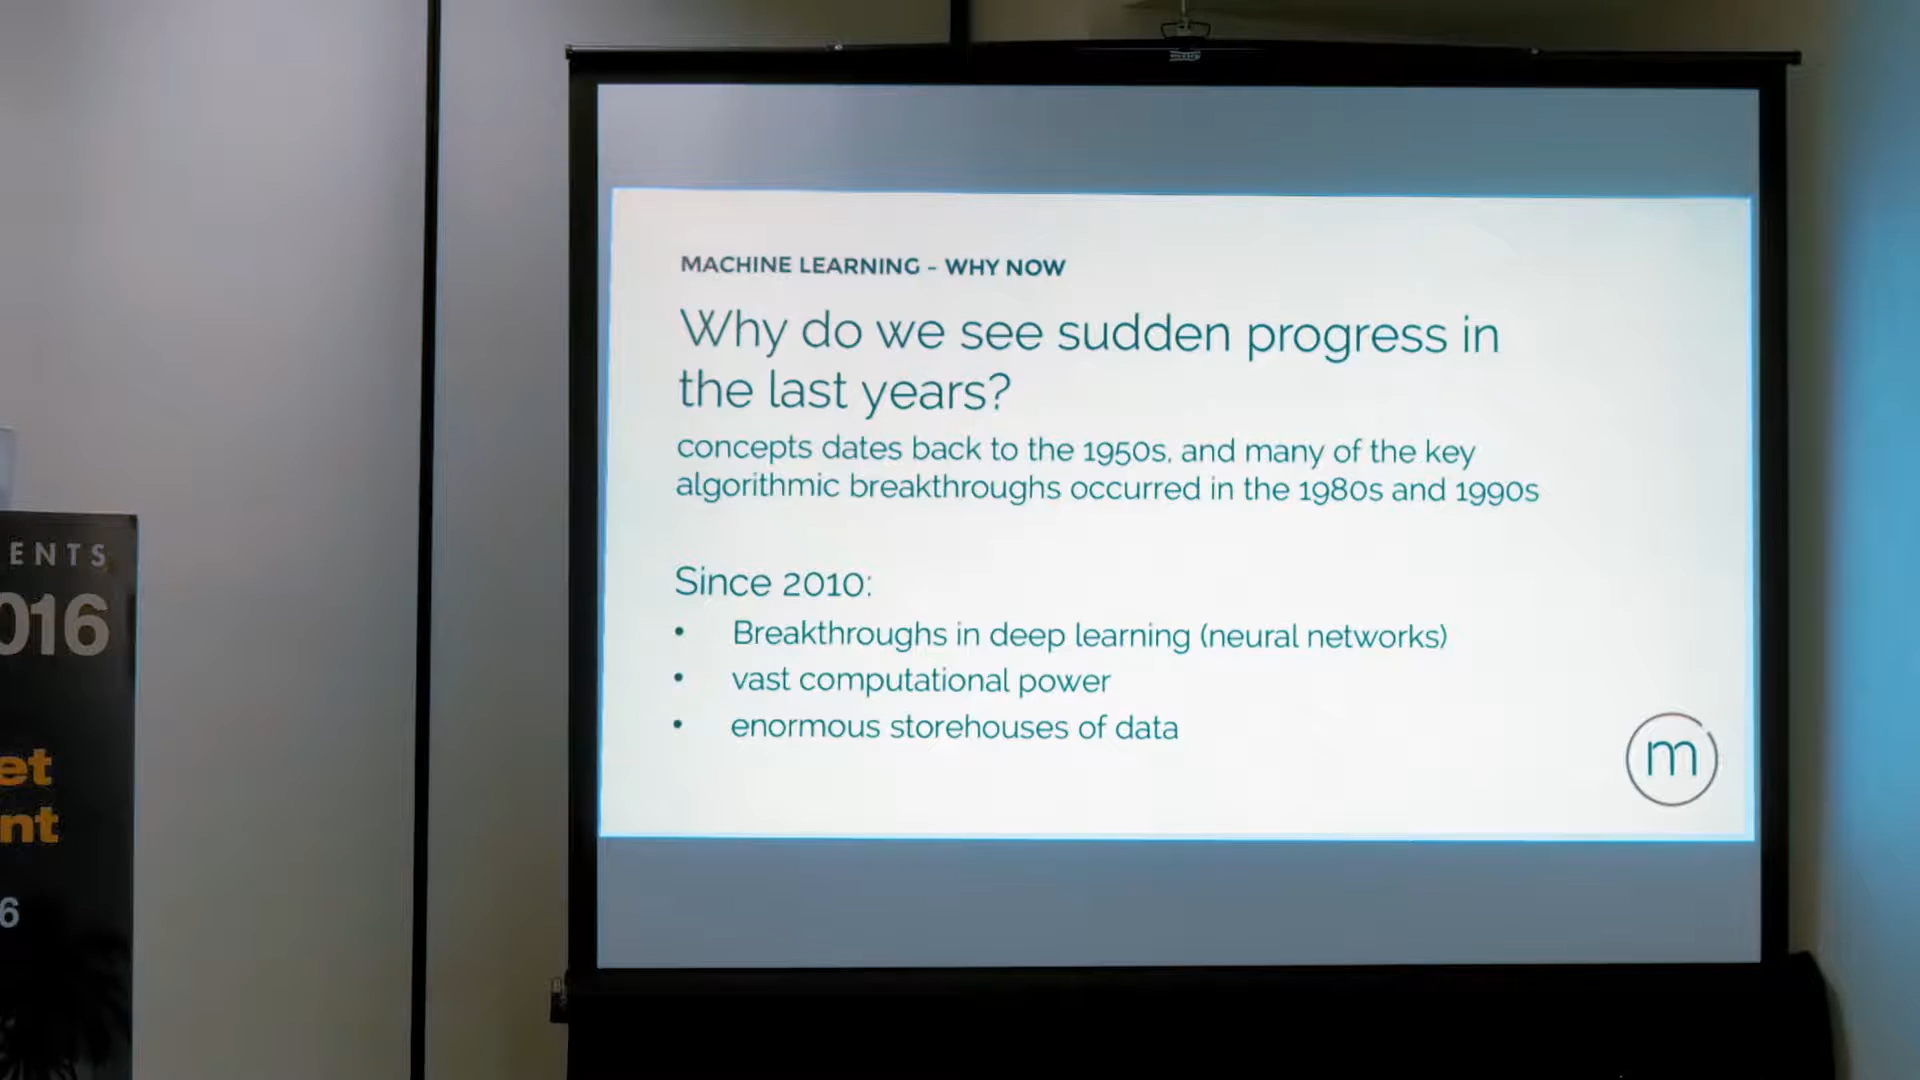 MACHINE LEARNING - WHY NOW
Why do we see sudden progress in
the last years?
concepts dates back to the 1950s, and many of the key
algorithmic breakthroughs occurred in the 1980s and 1990s
Since 2010:
• Breakthroughs in deep learning (neural networks)
• vast computational power
• enormous storehouses of data
m
ENTS
016
et
nt
6